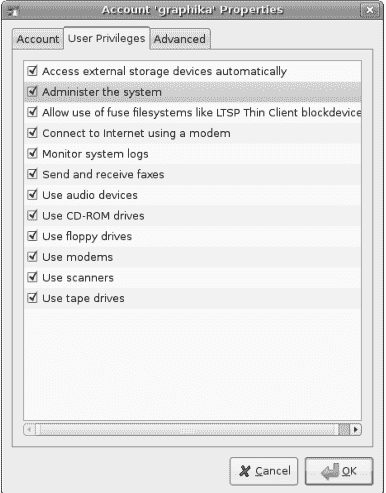 Account 'graphika' Properties
Account User Privileges Advanced
Access external storage devices automatically
Administer the system
Allow use of fuse filesystems like LTSP Thin Client blockdevice
Connect to Internet using a modem
Monitor system logs
Send and receive faxes
Use audio devices
Use CD-ROM drives
Use floppy drives
Use modems
Use scanners
Use tape drives
Cancel OK